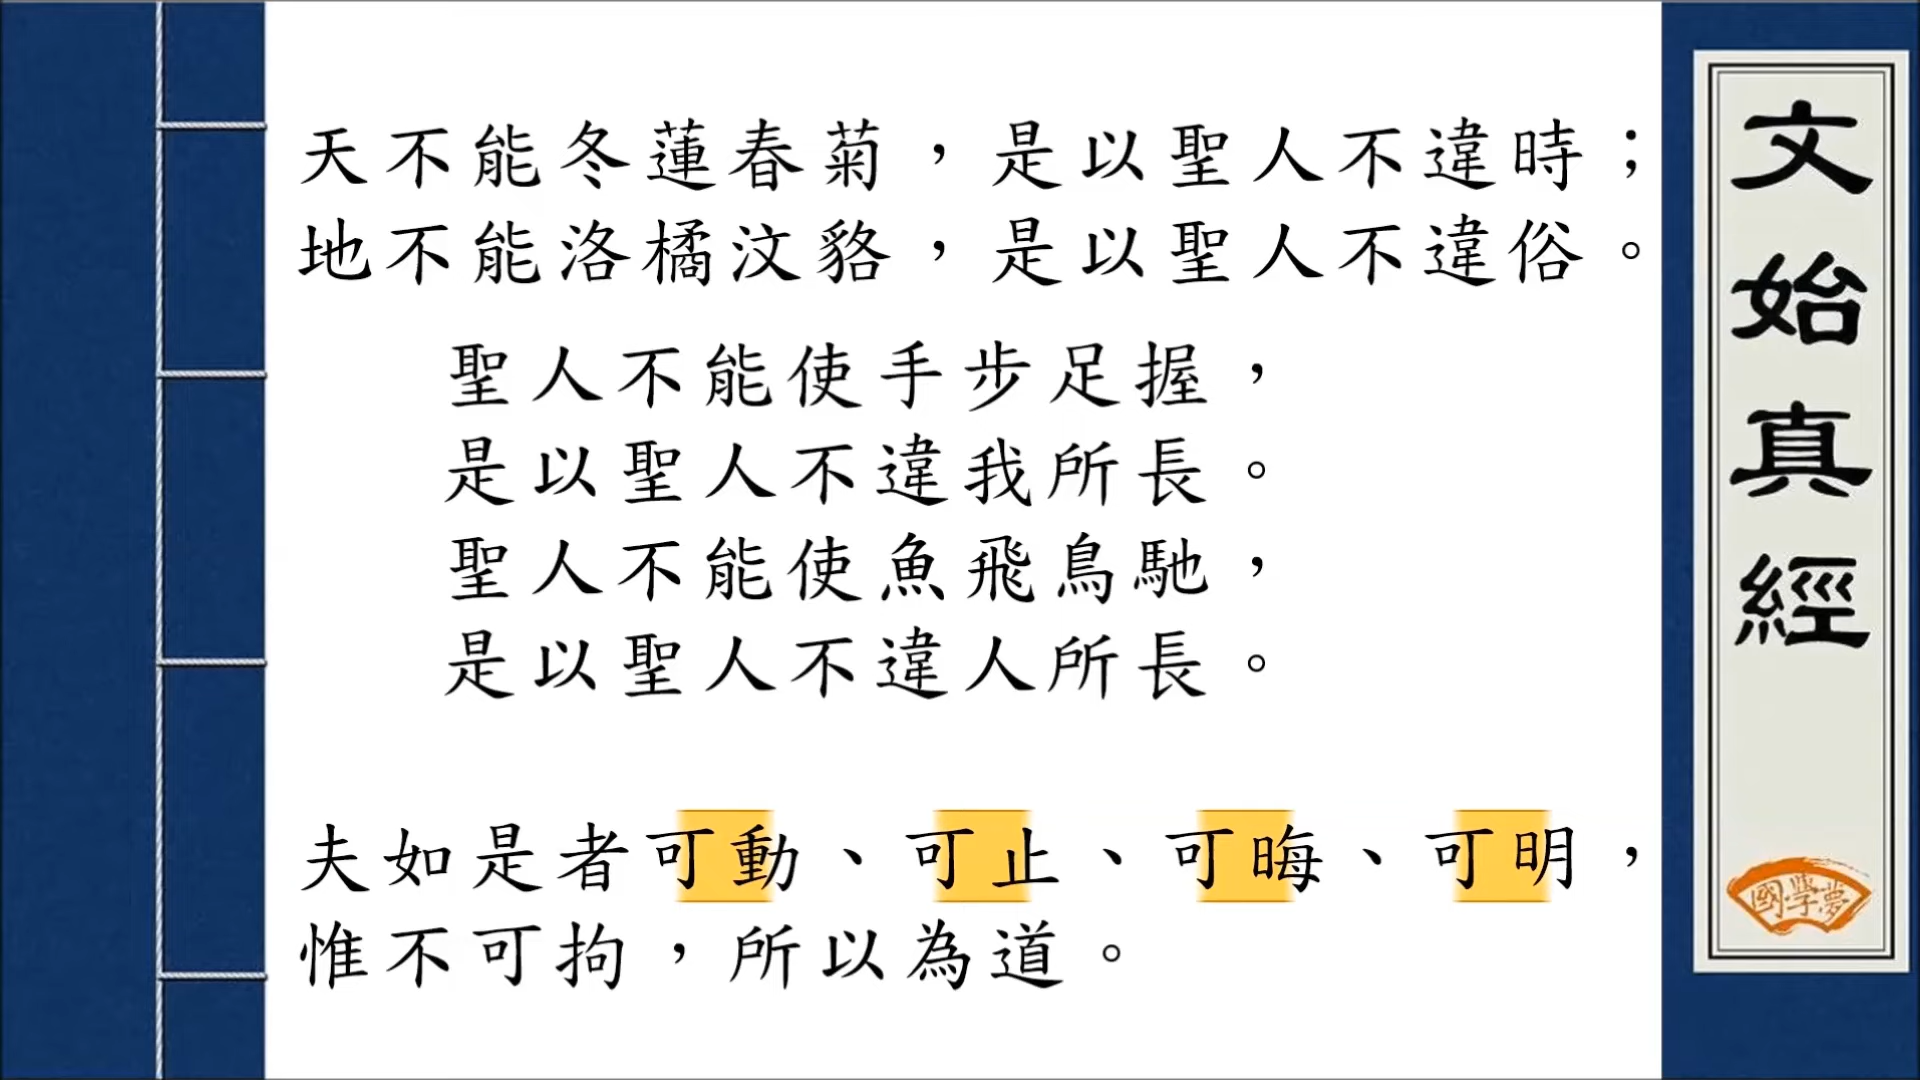 天不能冬蓮春菊，是以聖人不違時；
地不能洛橘汶貉，是以聖人不違俗。
聖人不能使手步足握，
是以聖人不違我所長。
聖人不能使魚飛鳥馳，
是以聖人不違人所長。
夫如是者可動、可止、可晦、可明，
惟不可拘，所以為道。
文始真經
國學夢